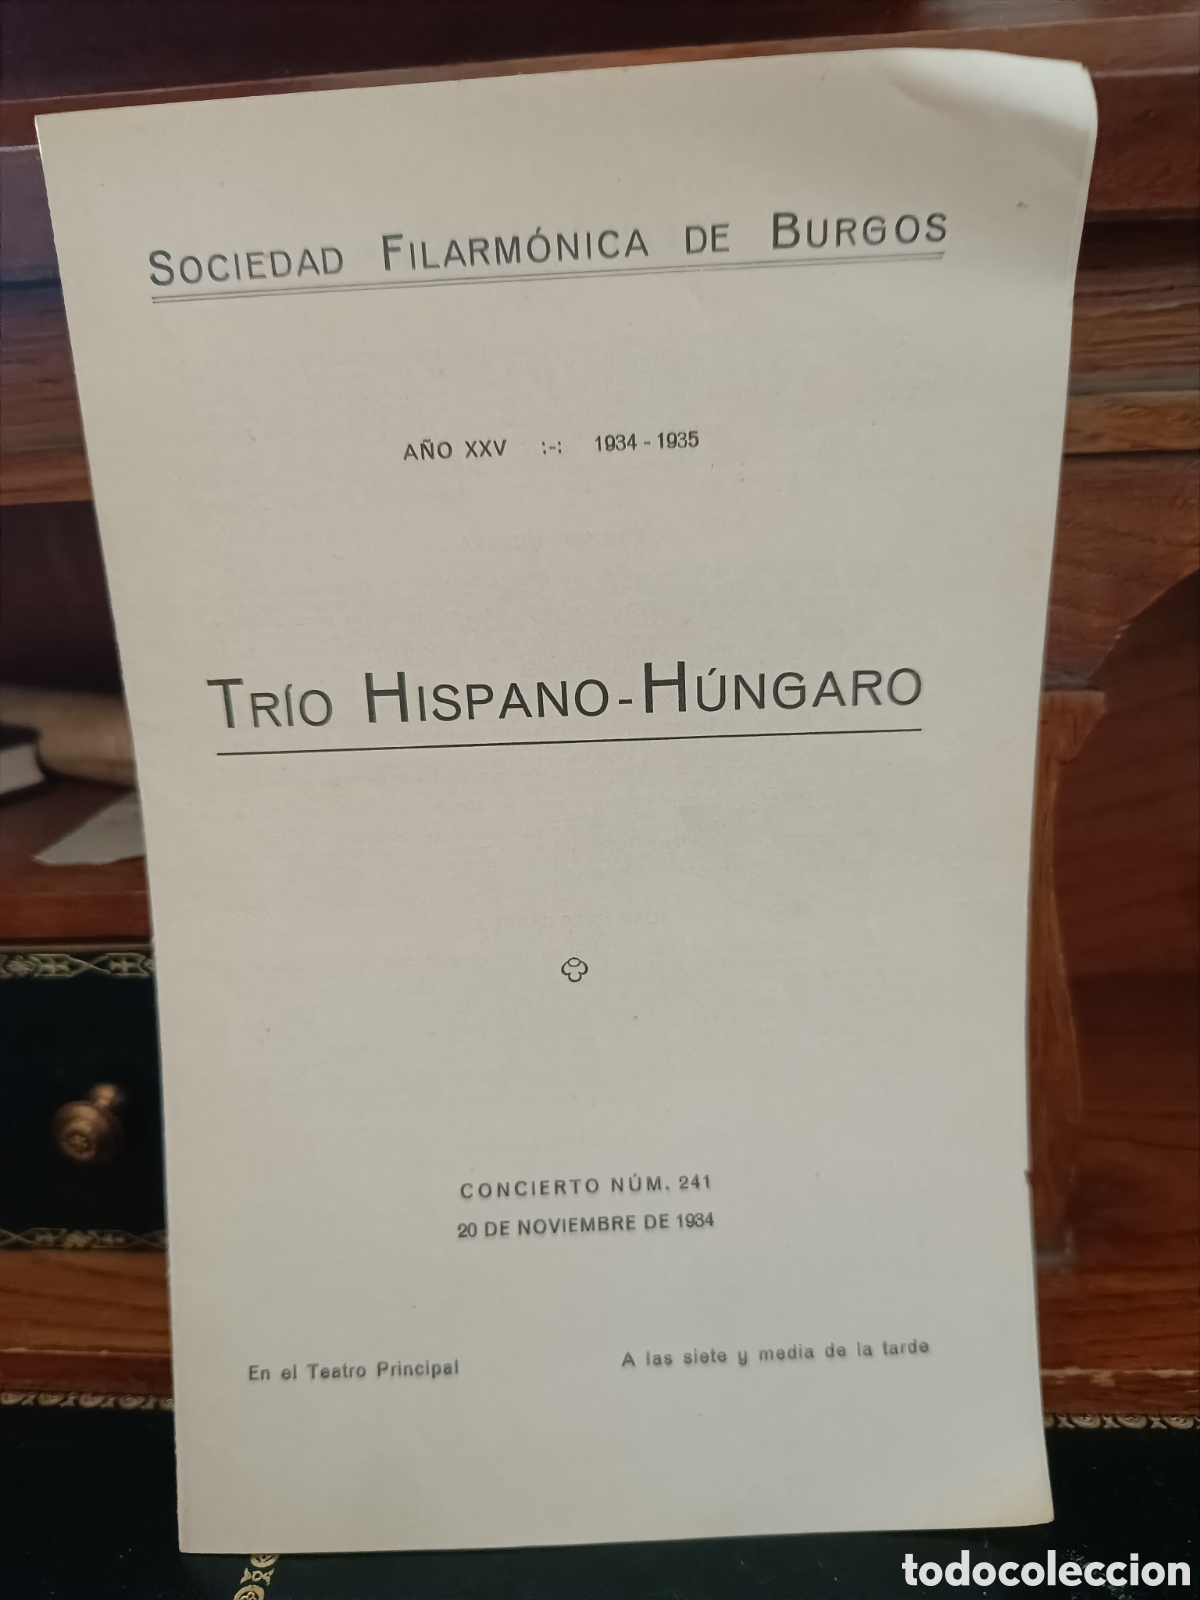 SOCIEDAD FILARMÓNICA DE BURGOS
AÑO XXV :-: 1934 - 1935
TRÍO HISPANO-HÚNGARO
CONCIERTO NÚM. 241
20 DE NOVIEMBRE DE 1934
En el Teatro Principal A las siete y media de la tarde
todocoleccion